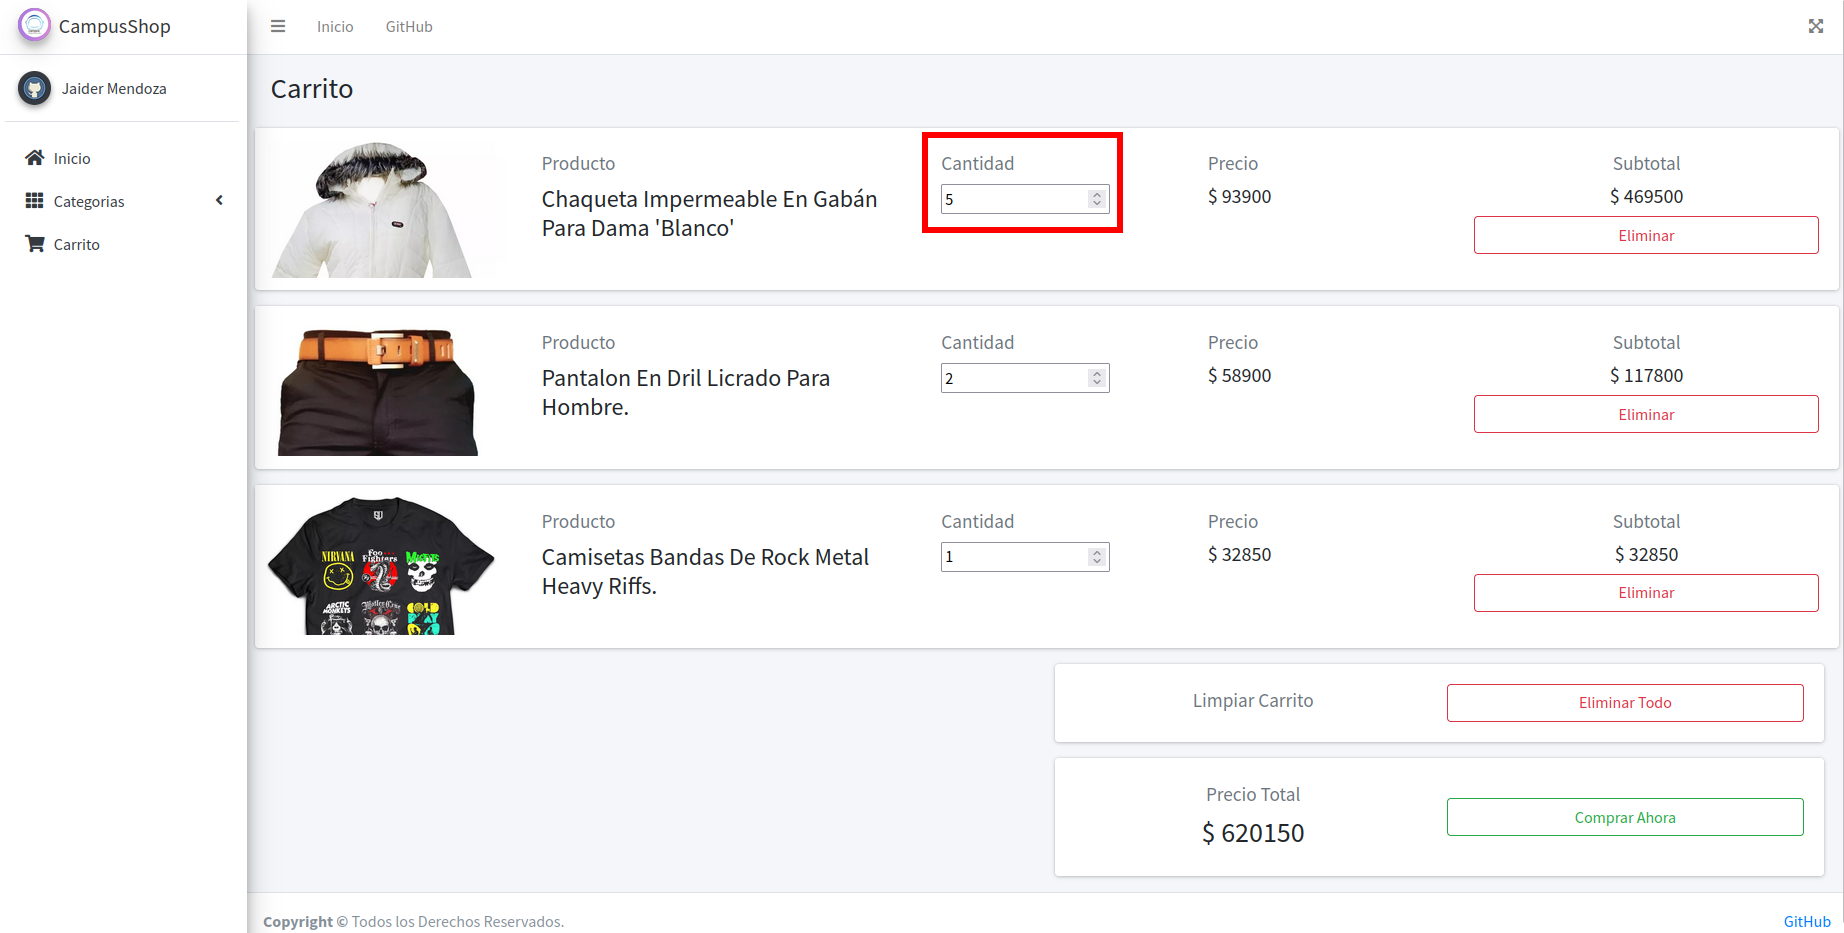 CampusShop
Inicio
GitHub
Jaider Mendoza
Inicio
Categorias
Carrito
Carrito
Producto
Cantidad
Precio
Subtotal
Chaqueta Impermeable En Gabán
Para Dama 'Blanco'
5
$ 93900
$ 469500
Eliminar
Producto
Cantidad
Precio
Subtotal
Pantalon En Dril Licrado Para
Hombre.
2
$ 58900
$ 117800
Eliminar
NIRVANA
Foo
Fighters
Misfits
ARCTIC
MONKEYS
Mötley Crüe
COLD
PLAY
Producto
Cantidad
Precio
Subtotal
Camisetas Bandas De Rock Metal
Heavy Riffs.
1
$ 32850
$ 32850
Eliminar
Limpiar Carrito
Eliminar Todo
Precio Total
$ 620150
Comprar Ahora
Copyright © Todos los Derechos Reservados.
GitHub